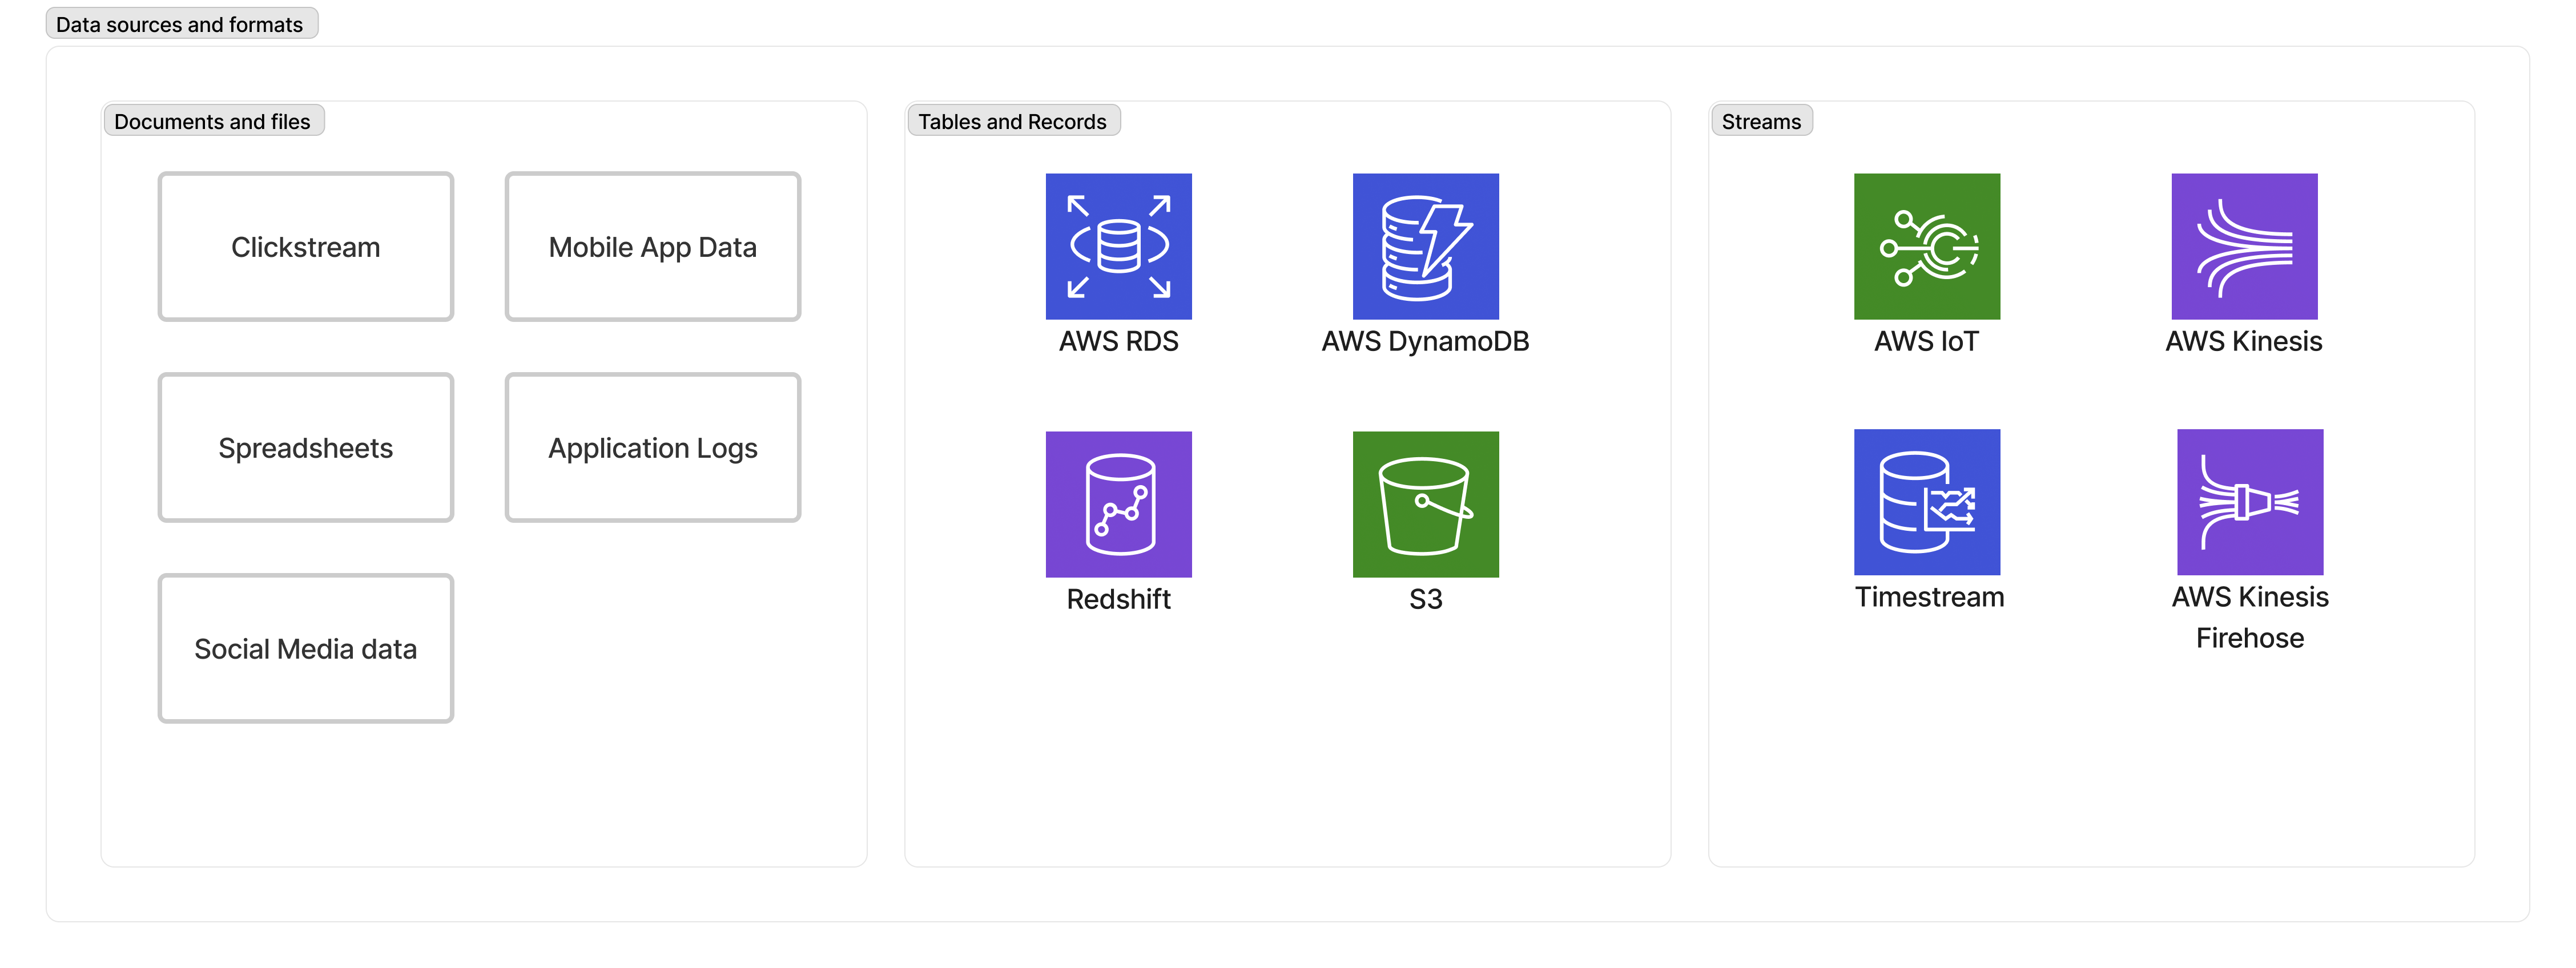 Data sources and formats
Documents and files
Clickstream
Mobile App Data
Spreadsheets
Application Logs
Social Media data
Tables and Records
AWS RDS
AWS DynamoDB
Redshift
S3
Streams
AWS IoT
AWS Kinesis
Timestream
AWS Kinesis
Firehose